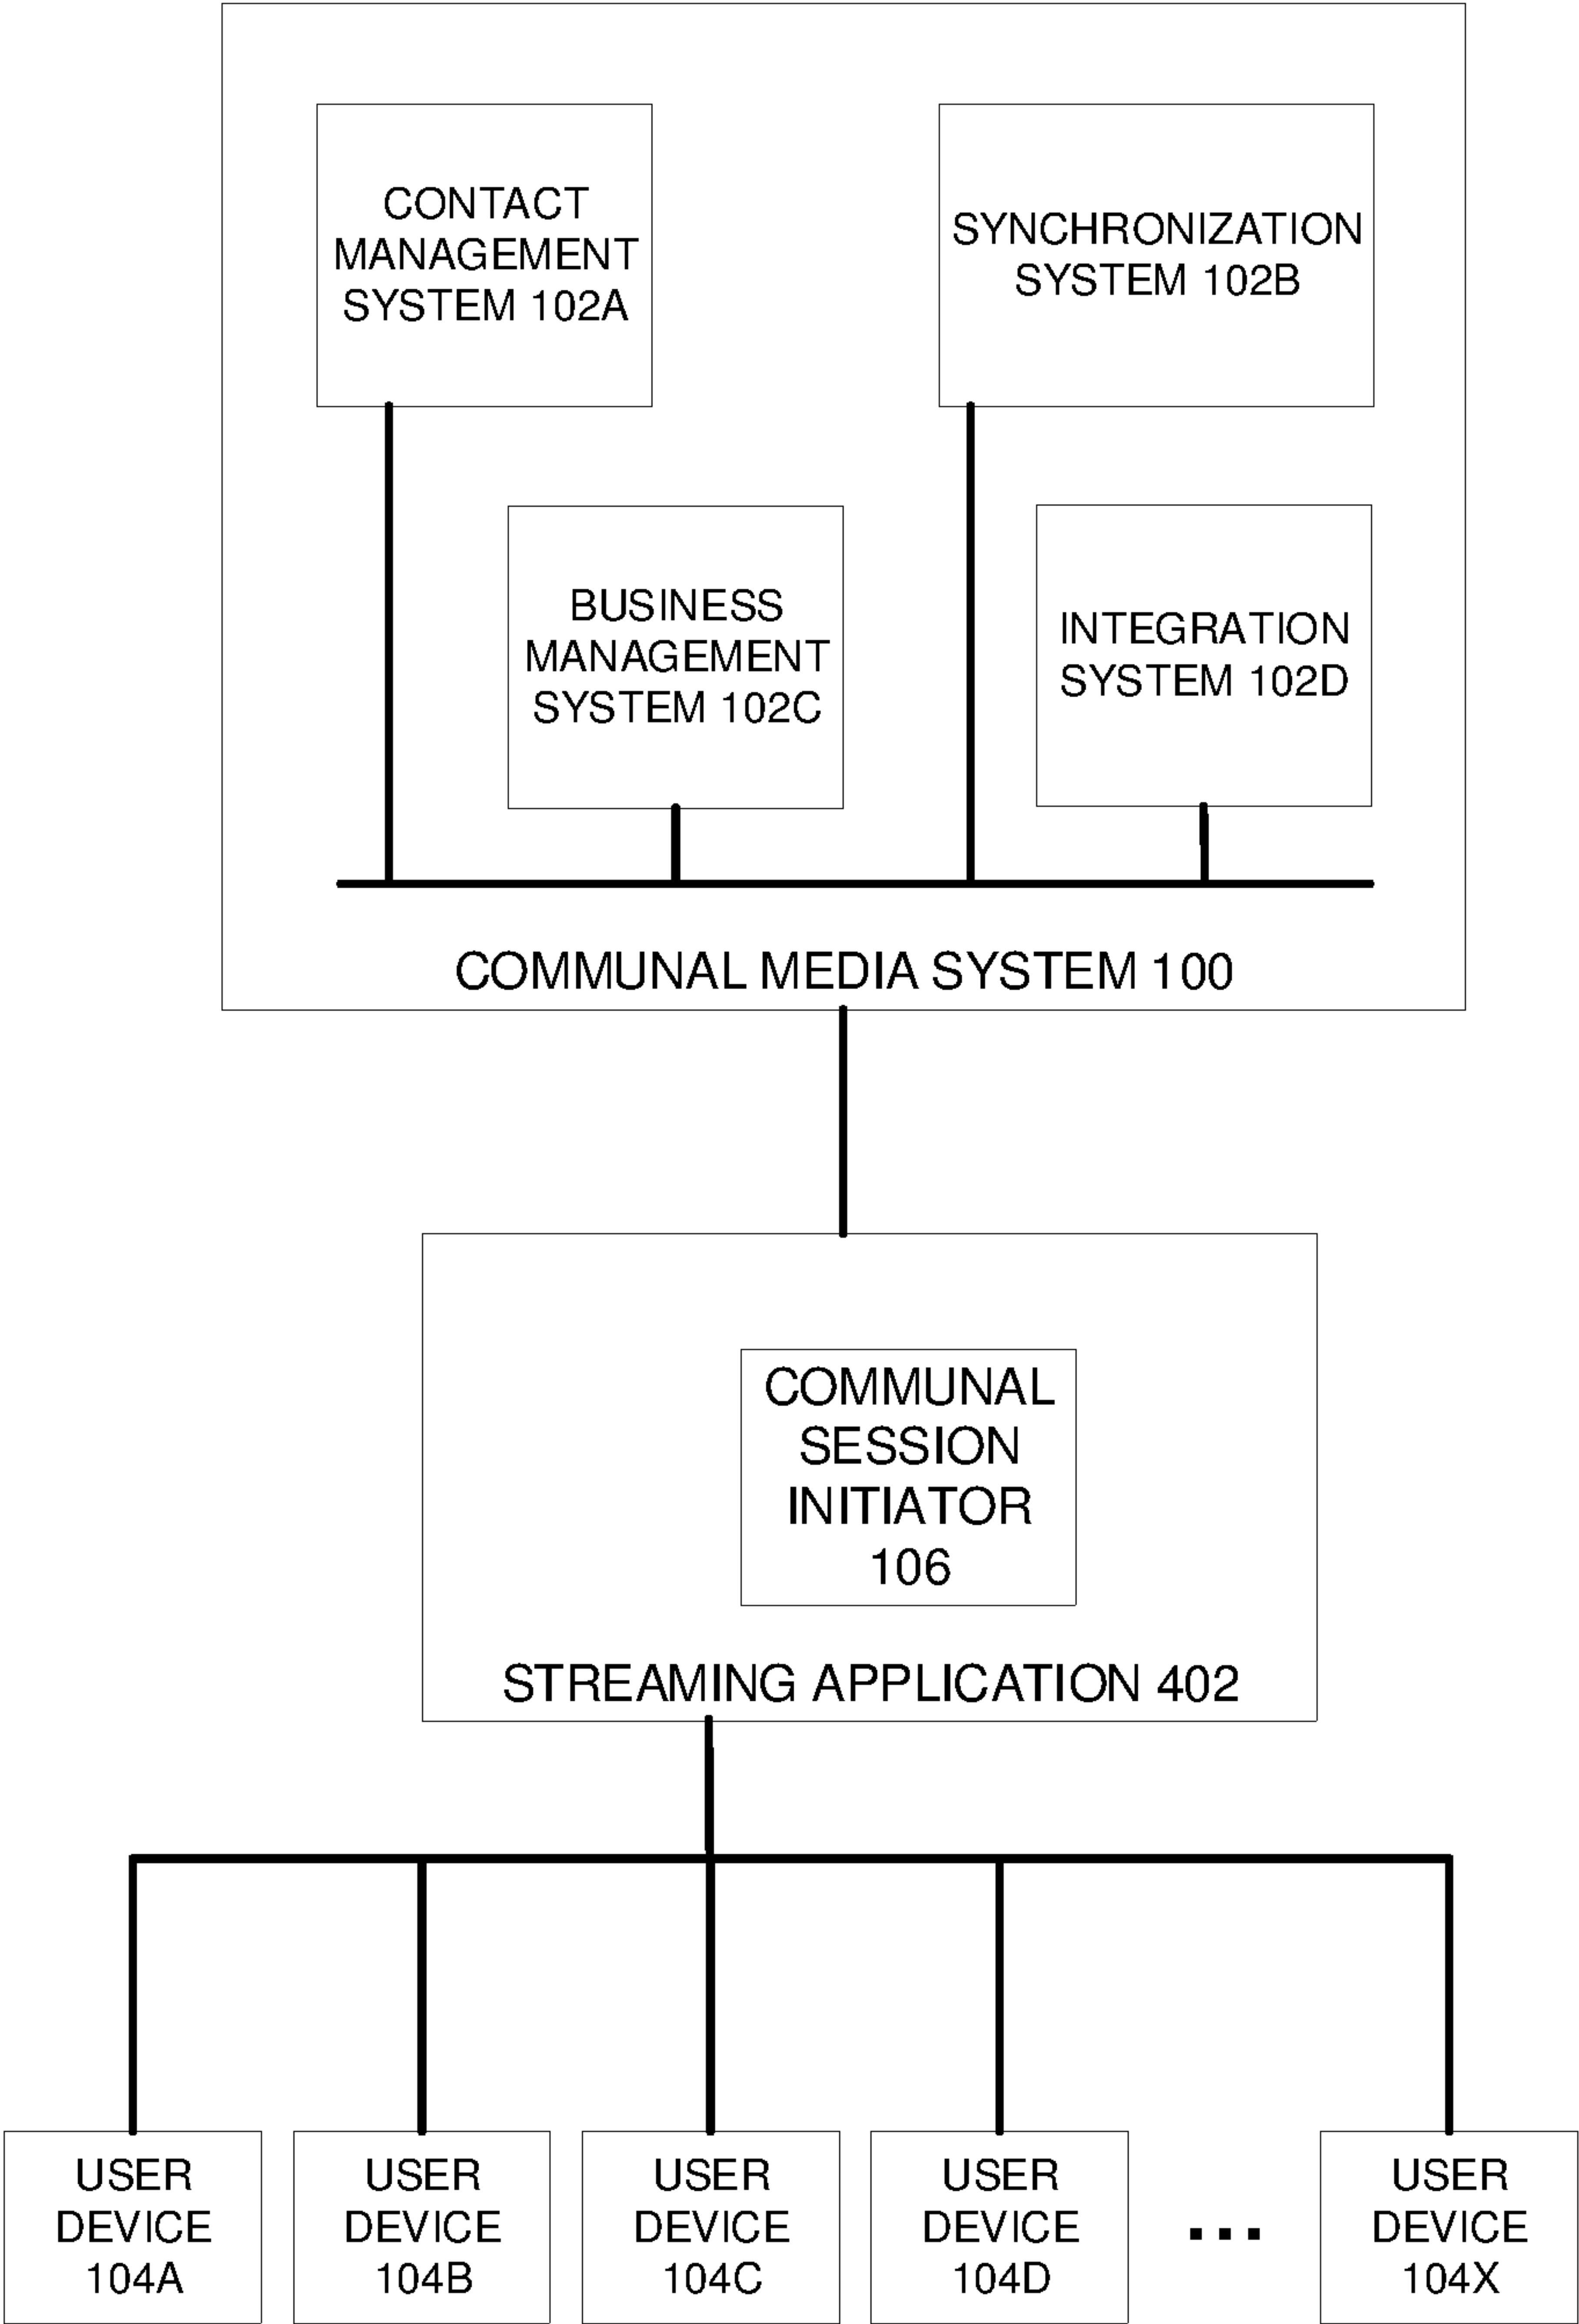 CONTACT
MANAGEMENT
SYSTEM 102A
SYNCHRONIZATION
SYSTEM 102B
BUSINESS
MANAGEMENT
SYSTEM 102C
INTEGRATION
SYSTEM 102D
COMMUNAL MEDIA SYSTEM 100
COMMUNAL
SESSION
INITIATOR
106
STREAMING APPLICATION 402
USER
DEVICE
104A
USER
DEVICE
104B
USER
DEVICE
104C
USER
DEVICE
104D
...
USER
DEVICE
104X